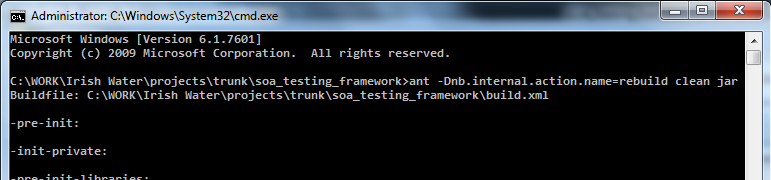 Administrator: C:\Windows\System32\cmd.exe
Microsoft Windows [Version 6.1.7601]
Copyright (c) 2009 Microsoft Corporation.  All rights reserved.
C:\WORK\Irish Water\projects\trunk\soa_testing_framework>ant -Dnb.internal.action.name=rebuild clean jar
Buildfile: C:\WORK\Irish Water\projects\trunk\soa_testing_framework\build.xml
-pre-init:
-init-private:
-pre-init-libraries: